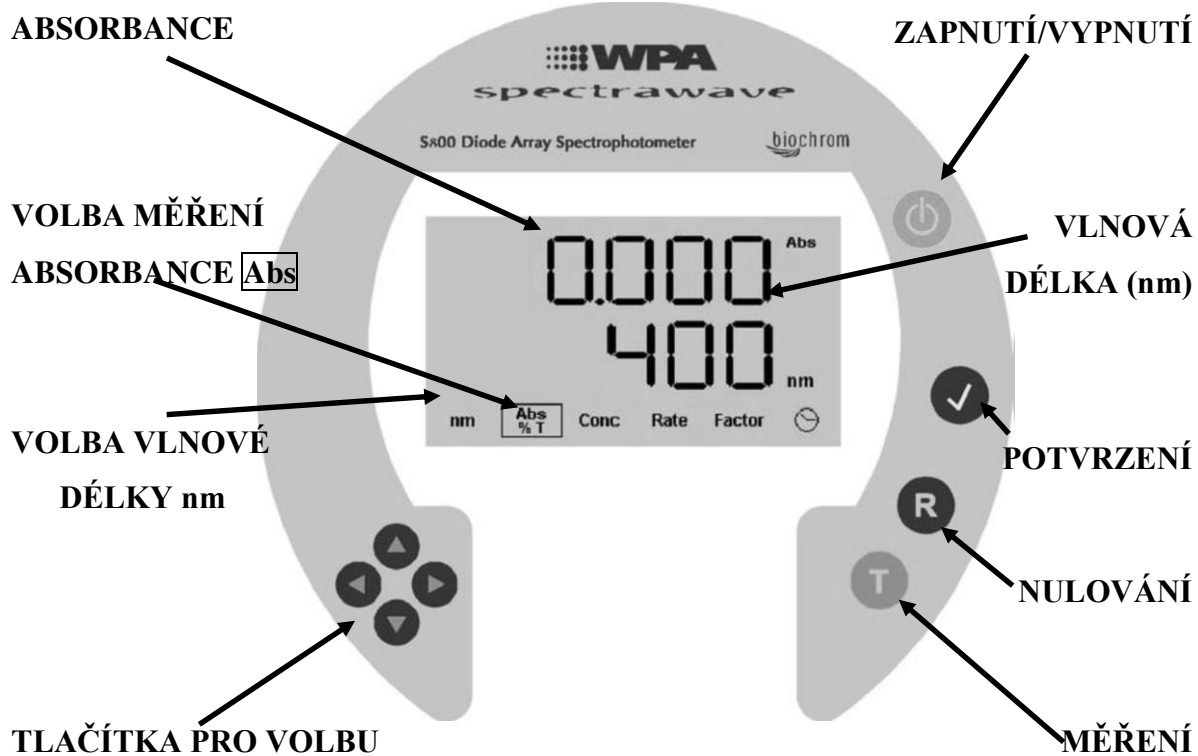 ABSORBANCE
ZAPNUTÍ/VYPNUTÍ
WPA
spectrawave
S800 Diode Array Spectrophotometer
biochrom
VOLBA MĚŘENÍ
ABSORBANCE Abs
VLNOVÁ
DÉLKA (nm)
0.000 Abs
400 nm
nm Abs % T Conc Rate Factor
VOLBA VLNOVÉ
DÉLKY nm
POTVRZENÍ
R
NULOVÁNÍ
T
TLAČÍTKA PRO VOLBU
MĚŘENÍ